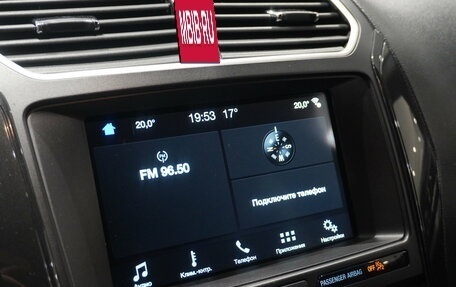 MBIB.RU
20,0° 19:53 17° 20,0°
FM 96.50
Подключите телефон
Аудио Клим.-контр. Телефон Приложения Настройки
PASSENGER AIRBAG OFF